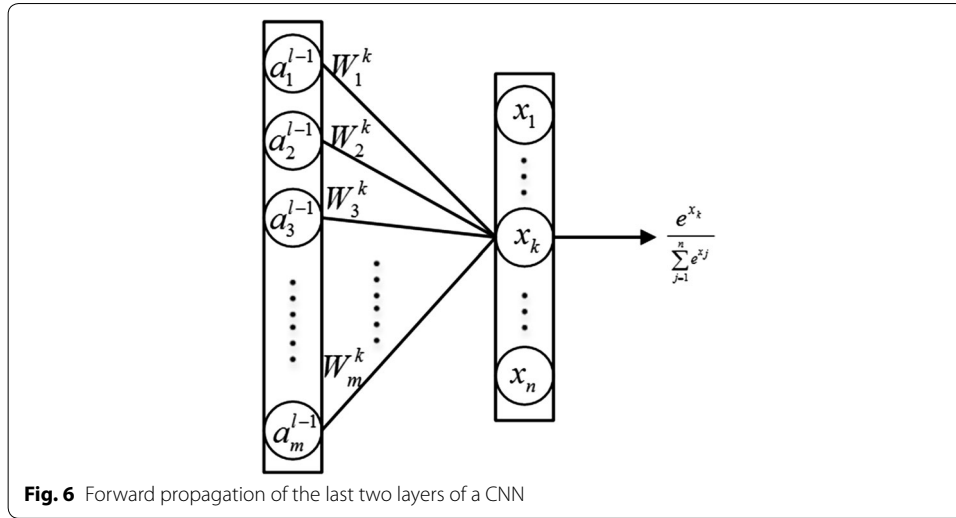 a_1^{l-1}
W_1^k
a_2^{l-1}
W_2^k
a_3^{l-1}
W_3^k
a_m^{l-1}
W_m^k
x_1
x_k
x_n
\frac{e^{x_k}}{\sum_{j=1}^{n} e^{x_j}}
Fig. 6 Forward propagation of the last two layers of a CNN